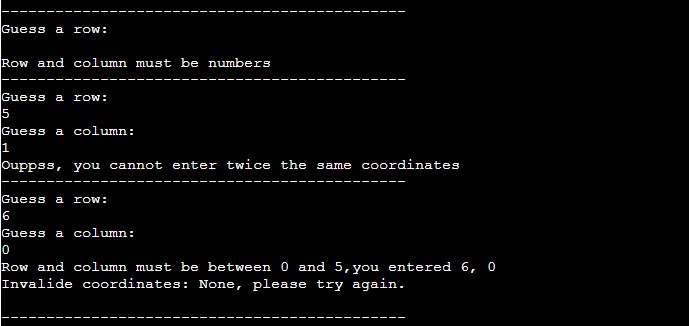 ---------------------------------------------
Guess a row:
Row and column must be numbers
---------------------------------------------
Guess a row:
5
Guess a column:
1
Ouppss, you cannot enter twice the same coordinates
---------------------------------------------
Guess a row:
6
Guess a column:
0
Row and column must be between 0 and 5,you entered 6, 0
Invalide coordinates: None, please try again.
---------------------------------------------